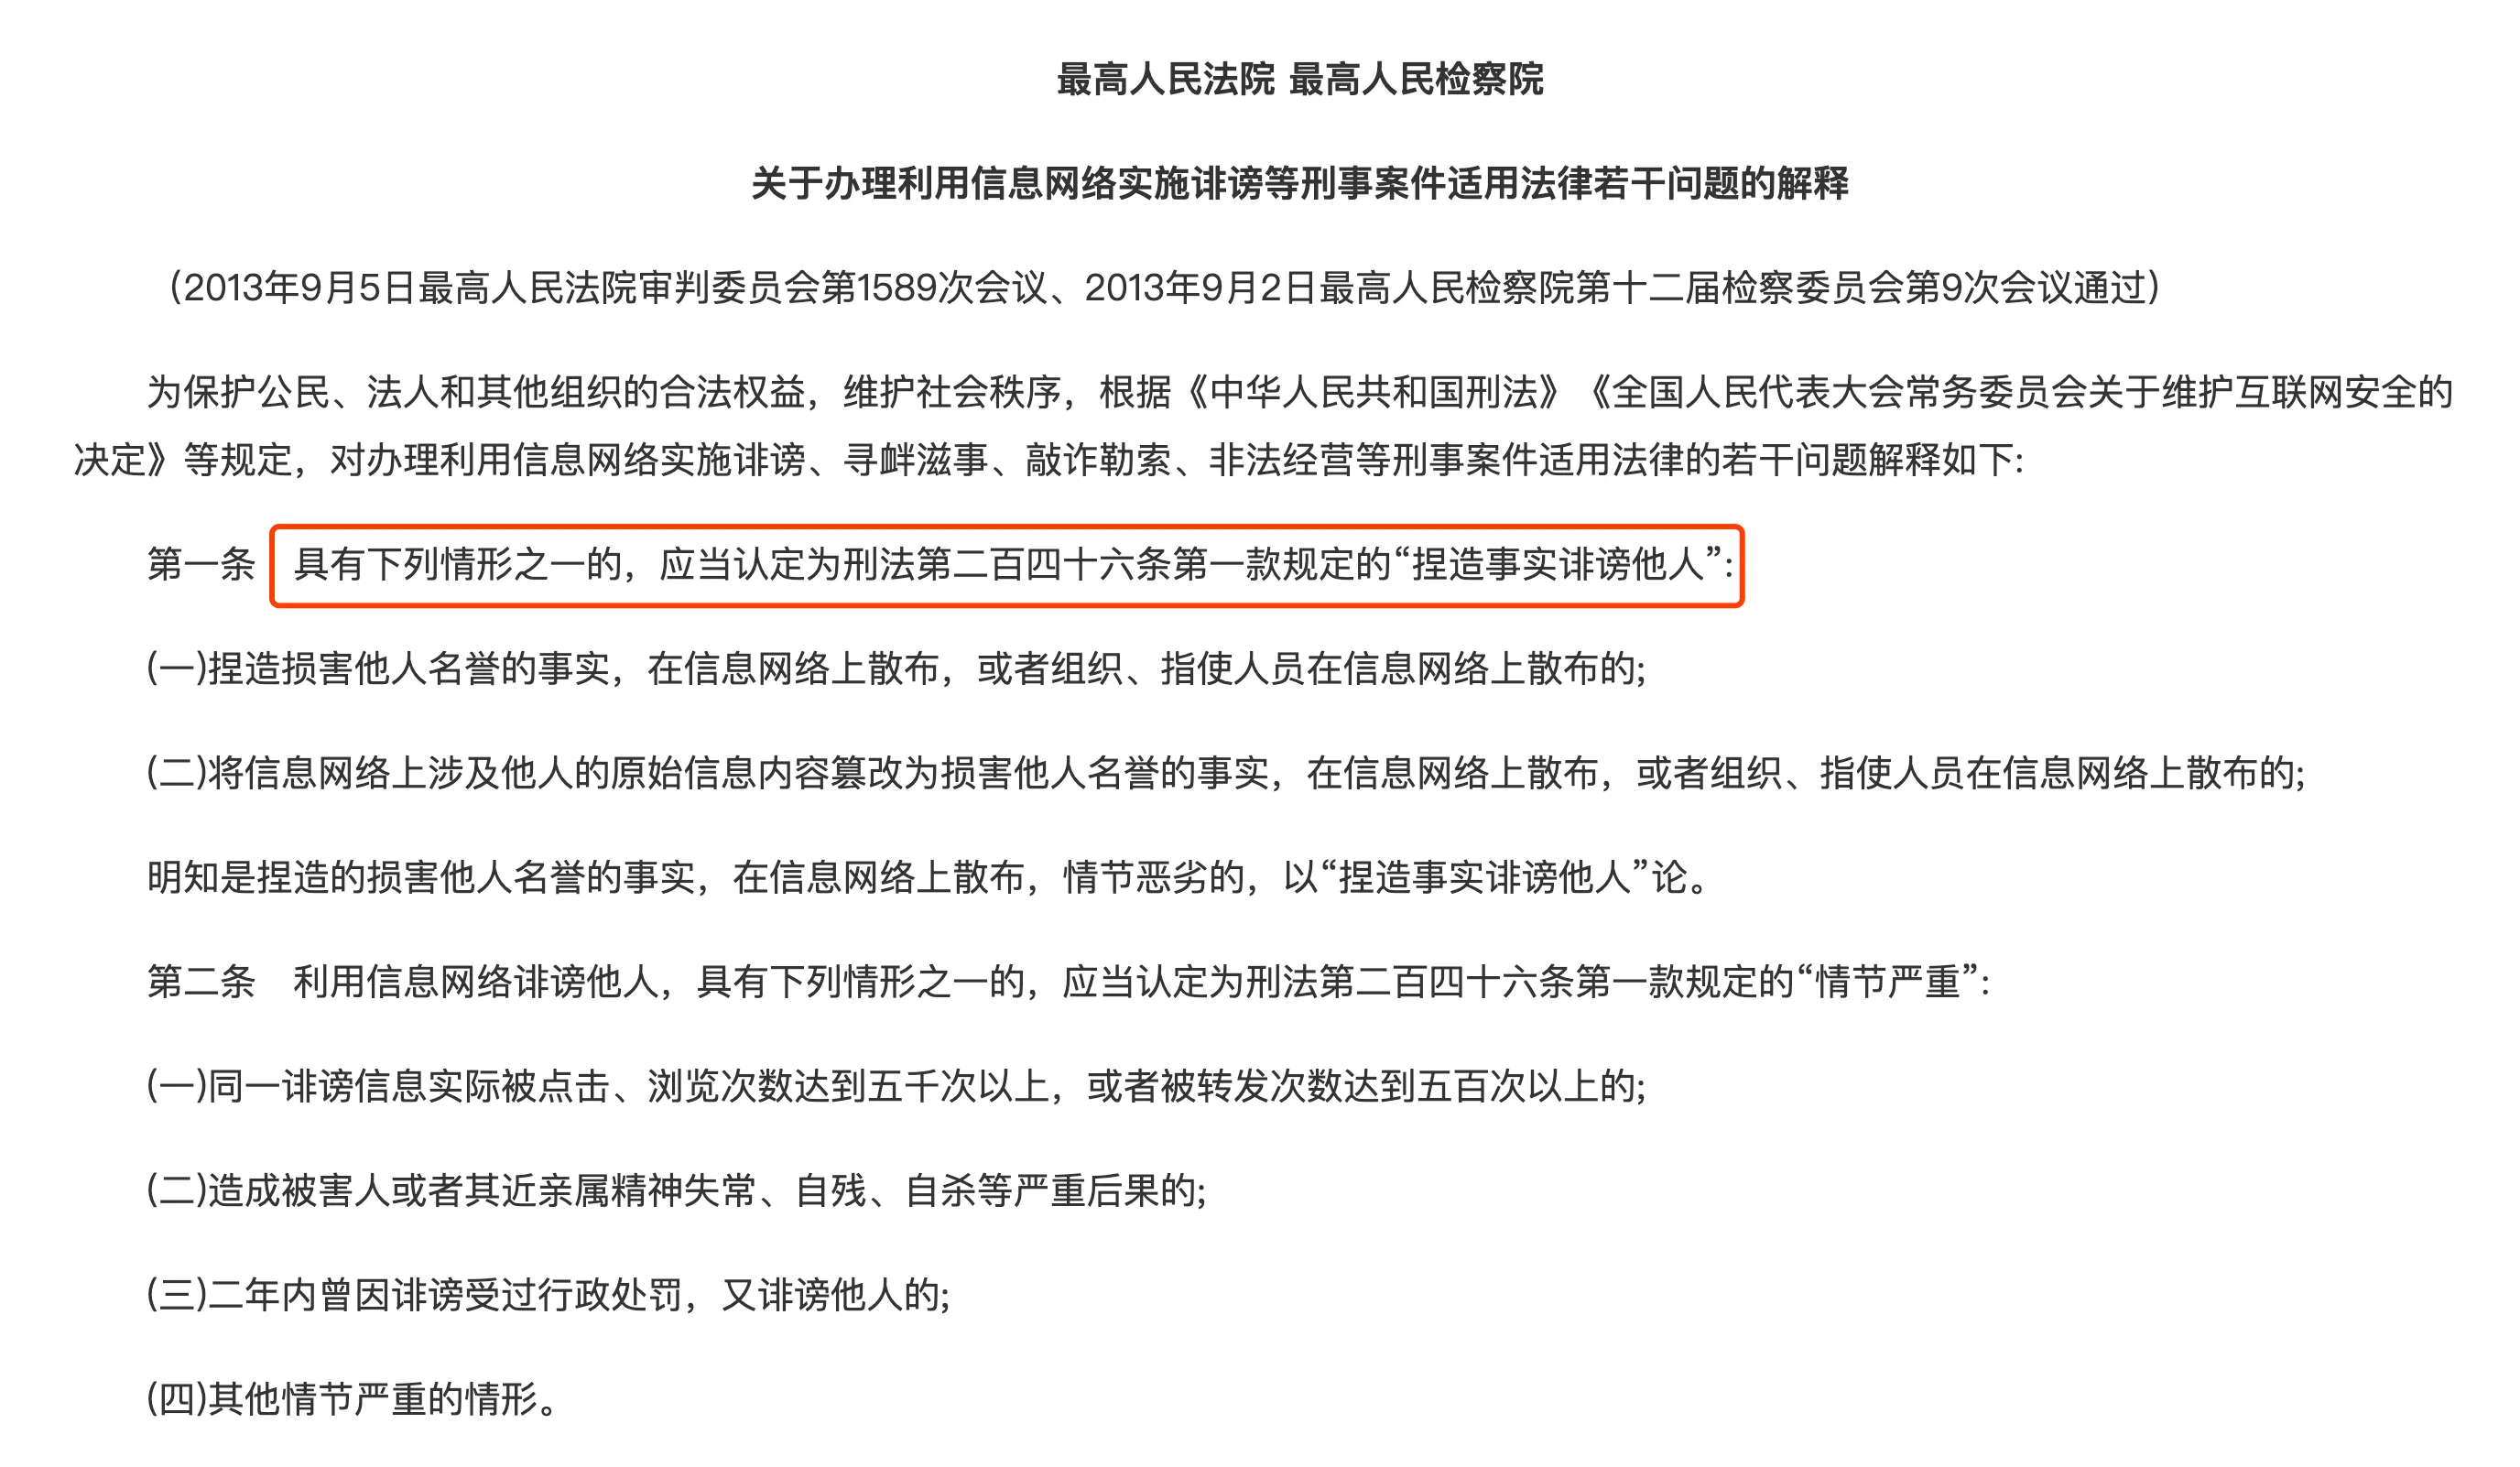 最高人民法院 最高人民检察院
关于办理利用信息网络实施诽谤等刑事案件适用法律若干问题的解释
（2013年9月5日最高人民法院审判委员会第1589次会议、2013年9月2日最高人民检察院第十二届检察委员会第9次会议通过）
为保护公民、法人和其他组织的合法权益，维护社会秩序，根据《中华人民共和国刑法》《全国人民代表大会常务委员会关于维护互联网安全的
决定》等规定，对办理利用信息网络实施诽谤、寻衅滋事、敲诈勒索、非法经营等刑事案件适用法律的若干问题解释如下:
第一条　具有下列情形之一的，应当认定为刑法第二百四十六条第一款规定的“捏造事实诽谤他人”:
(一)捏造损害他人名誉的事实，在信息网络上散布，或者组织、指使人员在信息网络上散布的;
(二)将信息网络上涉及他人的原始信息内容篡改为损害他人名誉的事实，在信息网络上散布，或者组织、指使人员在信息网络上散布的;
明知是捏造的损害他人名誉的事实，在信息网络上散布，情节恶劣的，以“捏造事实诽谤他人”论。
第二条　利用信息网络诽谤他人，具有下列情形之一的，应当认定为刑法第二百四十六条第一款规定的“情节严重”:
(一)同一诽谤信息实际被点击、浏览次数达到五千次以上，或者被转发次数达到五百次以上的;
(二)造成被害人或者其近亲属精神失常、自残、自杀等严重后果的;
(三)二年内曾因诽谤受过行政处罚，又诽谤他人的;
(四)其他情节严重的情形。